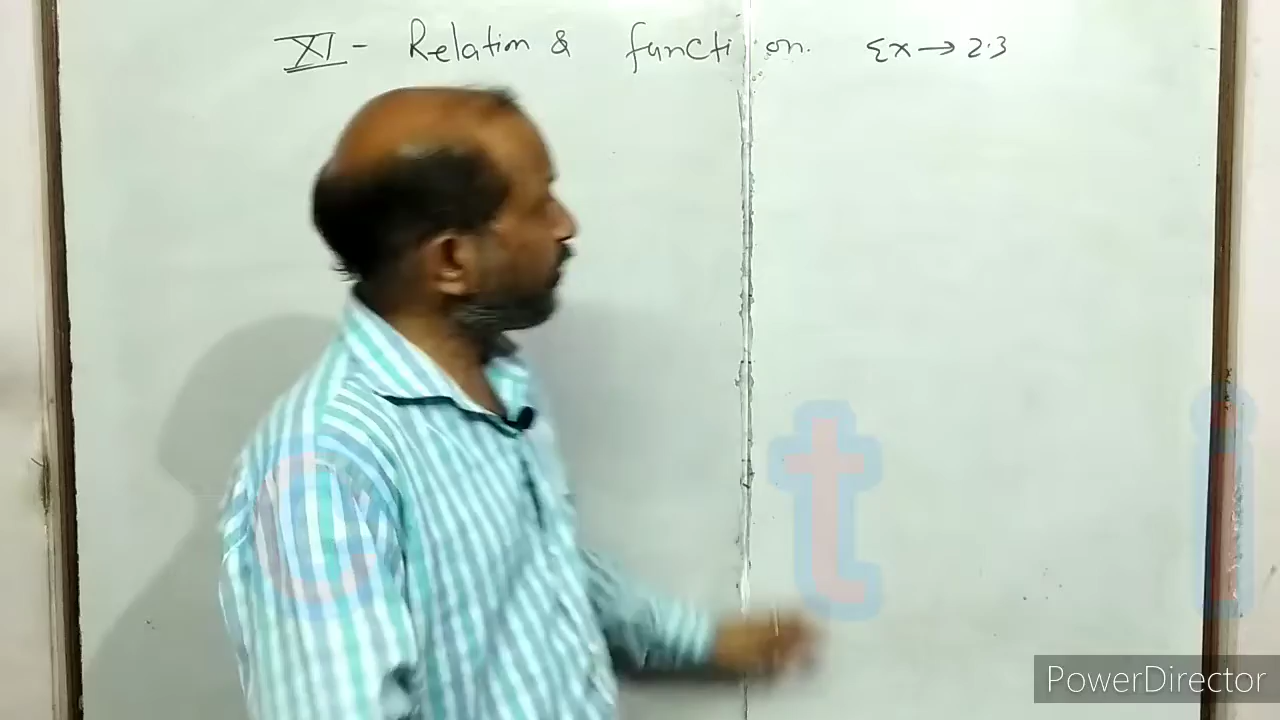 XI - Relation & function. Ex → 2.3
c t i
PowerDirector